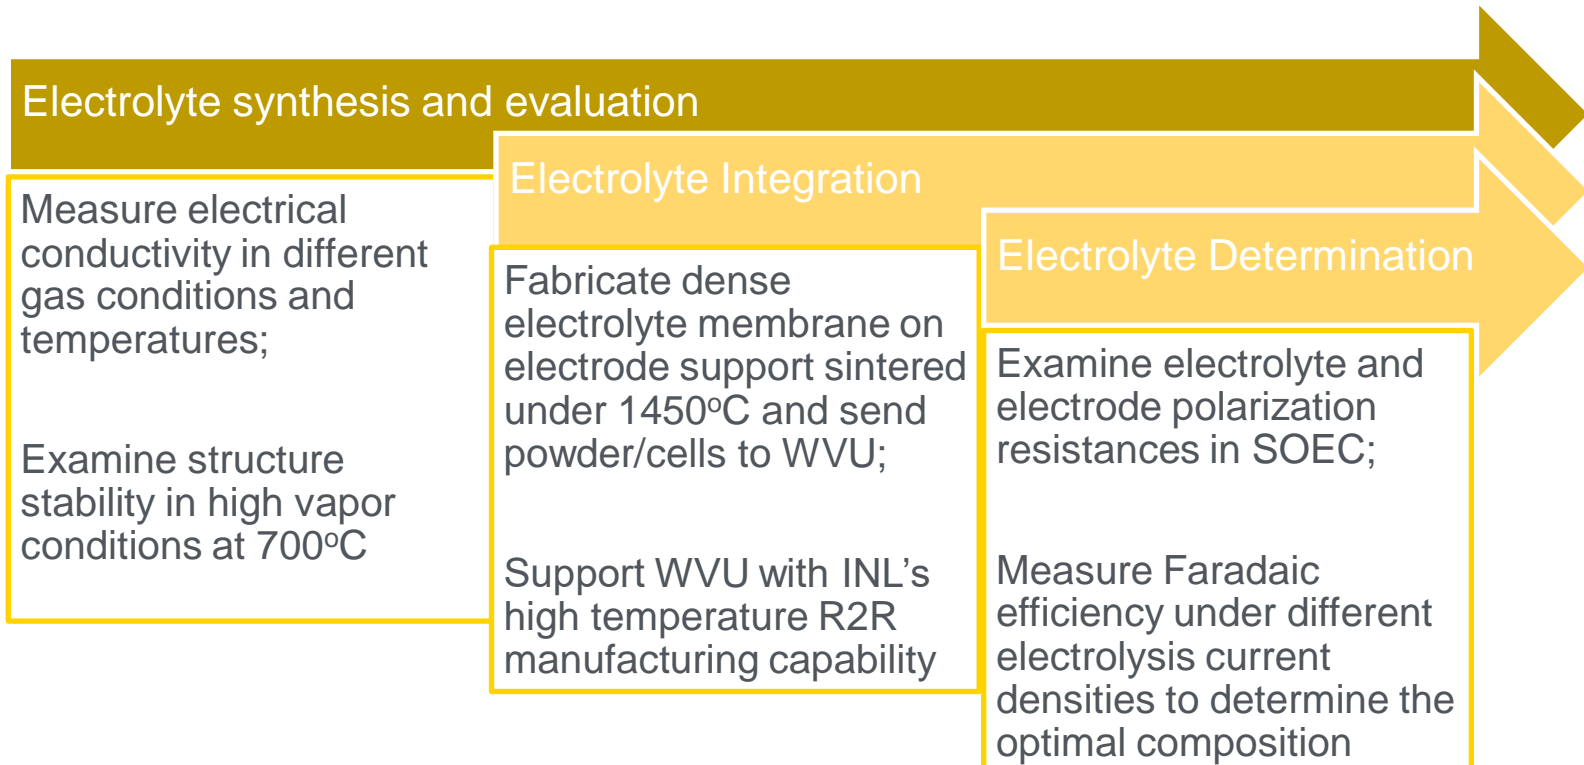 Electrolyte synthesis and evaluation
Measure electrical
conductivity in different
gas conditions and
temperatures;
Examine structure
stability in high vapor
conditions at 700ºC
Electrolyte Integration
Fabricate dense
electrolyte membrane on
electrode support sintered
under 1450ºC and send
powder/cells to WVU;
Support WVU with INL’s
high temperature R2R
manufacturing capability
Electrolyte Determination
Examine electrolyte and
electrode polarization
resistances in SOEC;
Measure Faradaic
efficiency under different
electrolysis current
densities to determine the
optimal composition